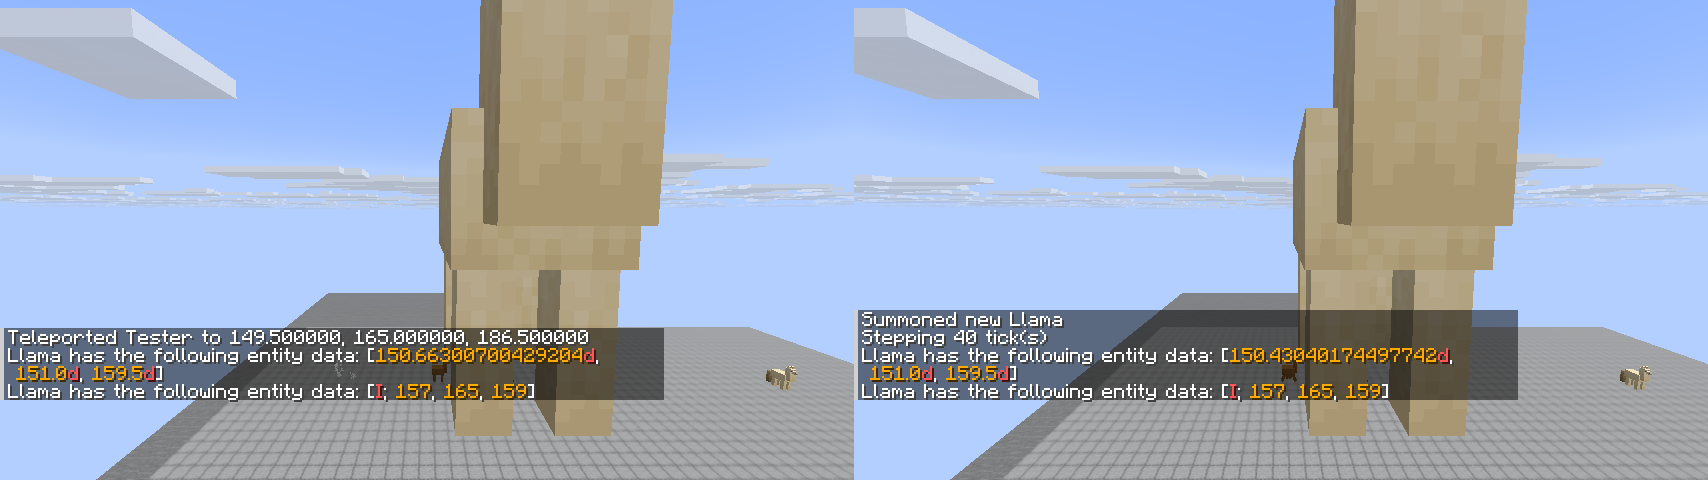 Teleported Tester to 149.500000, 165.000000, 186.500000
Llama has the following entity data: [150.66300700429204d,
151.0d, 159.5d]
Llama has the following entity data: [I; 157, 165, 159]
Summoned new Llama
Stepping 40 tick(s)
Llama has the following entity data: [150.43040174497742d,
151.0d, 159.5d]
Llama has the following entity data: [I; 157, 165, 159]